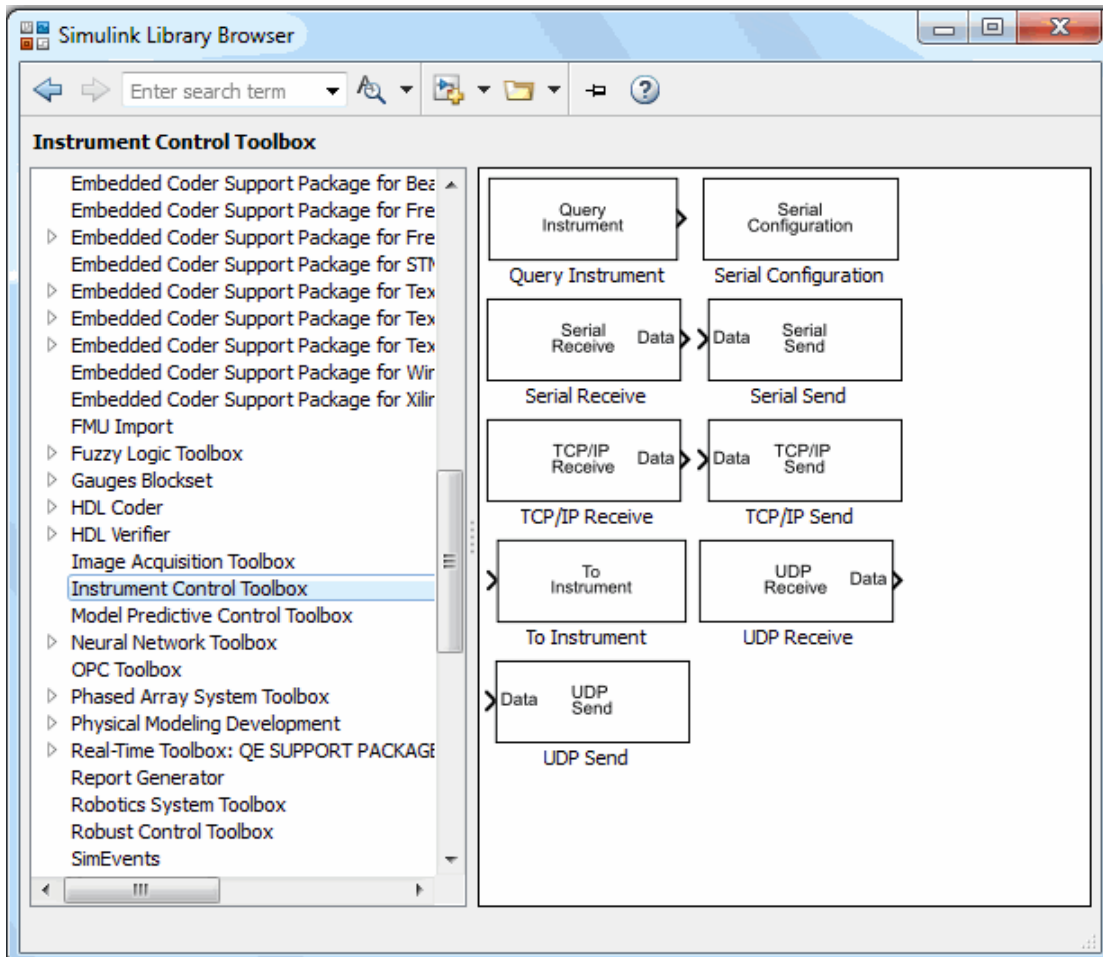 Simulink Library Browser
Enter search term
Instrument Control Toolbox
Embedded Coder Support Package for Bea
Embedded Coder Support Package for Fre
Embedded Coder Support Package for Fre
Embedded Coder Support Package for STM
Embedded Coder Support Package for Tex
Embedded Coder Support Package for Tex
Embedded Coder Support Package for Tex
Embedded Coder Support Package for Wir
Embedded Coder Support Package for Xilin
FMU Import
Fuzzy Logic Toolbox
Gauges Blockset
HDL Coder
HDL Verifier
Image Acquisition Toolbox
Instrument Control Toolbox
Model Predictive Control Toolbox
Neural Network Toolbox
OPC Toolbox
Phased Array System Toolbox
Physical Modeling Development
Real-Time Toolbox: QE SUPPORT PACKAGE
Report Generator
Robotics System Toolbox
Robust Control Toolbox
SimEvents
Query
Instrument
Query Instrument
Serial
Configuration
Serial Configuration
Serial
Receive
Data
Serial Receive
Data
Serial
Send
Serial Send
TCP/IP
Receive
Data
TCP/IP Receive
Data
TCP/IP
Send
TCP/IP Send
To
Instrument
To Instrument
UDP
Receive
Data
UDP Receive
Data
UDP
Send
UDP Send